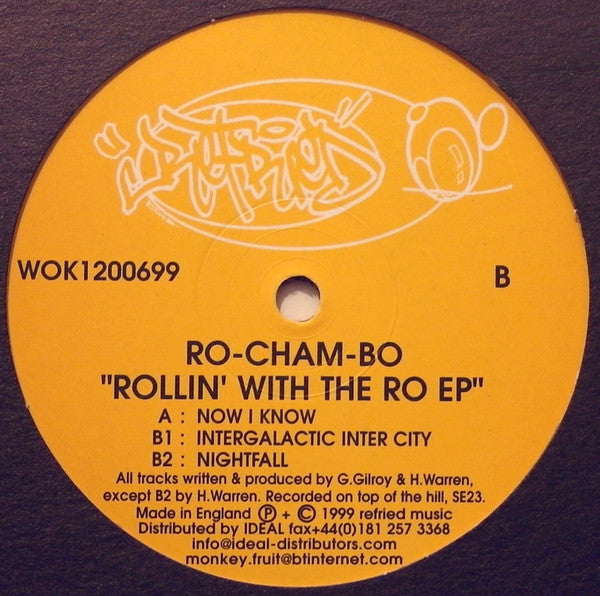 WOK1200699
B
RO-CHAM-BO
"ROLLIN' WITH THE RO EP"
A : NOW I KNOW
B1 : INTERGALACTIC INTER CITY
B2 : NIGHTFALL
All tracks written & produced by G.Gilroy & H.Warren,
except B2 by H.Warren. Recorded on top of the hill, SE23.
Made in England ℗ + © 1999 refried music
Distributed by IDEAL fax+44(0)181 257 3368
info@ideal-distributors.com
monkey.fruit@btinternet.com